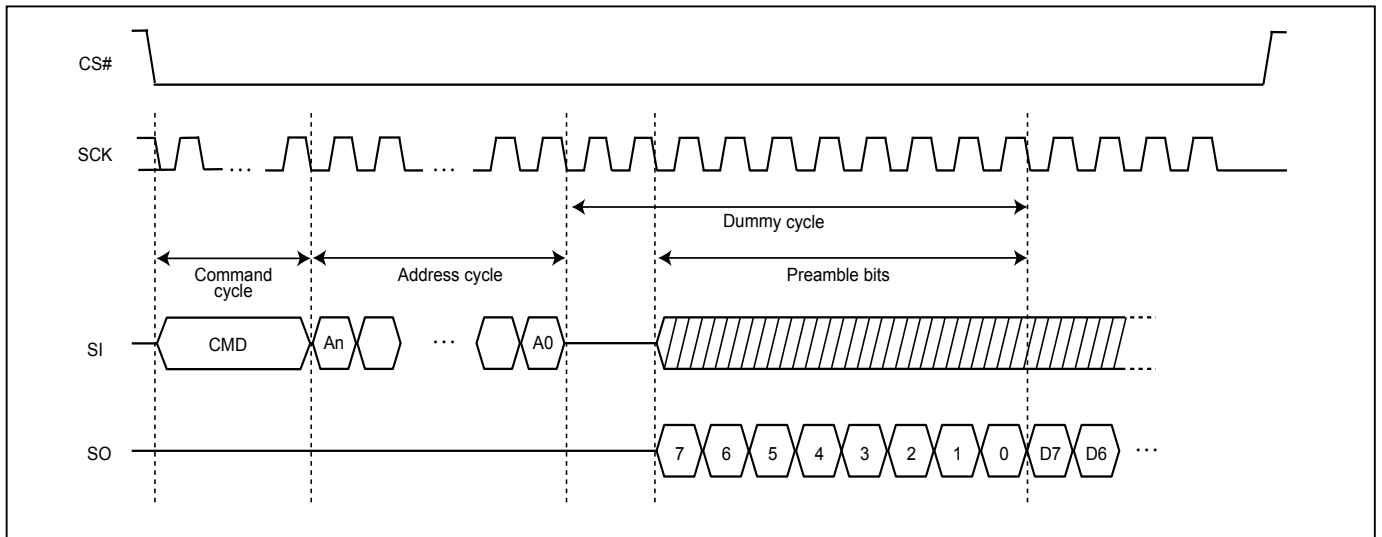 CS#
SCK
... ...
Dummy cycle
Command
cycle
Address cycle
Preamble bits
SI
CMD
An
...
A0
SO
7 6 5 4 3 2 1 0 D7 D6 ...